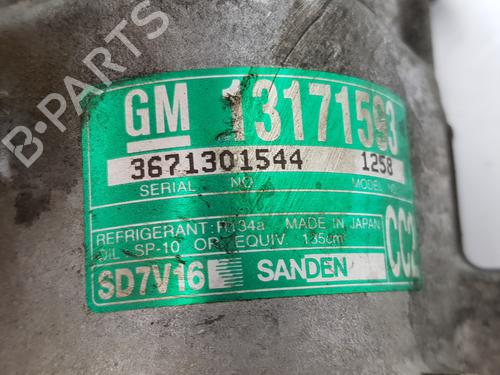 GM 13171593
3671301544 1258
SERIAL NO. MODEL NO.
REFRIGERANT: R134a MADE IN JAPAN
OIL SP-10 OR EQUIV 135cm³
SD7V16 SANDEN CC2
B-PARTS